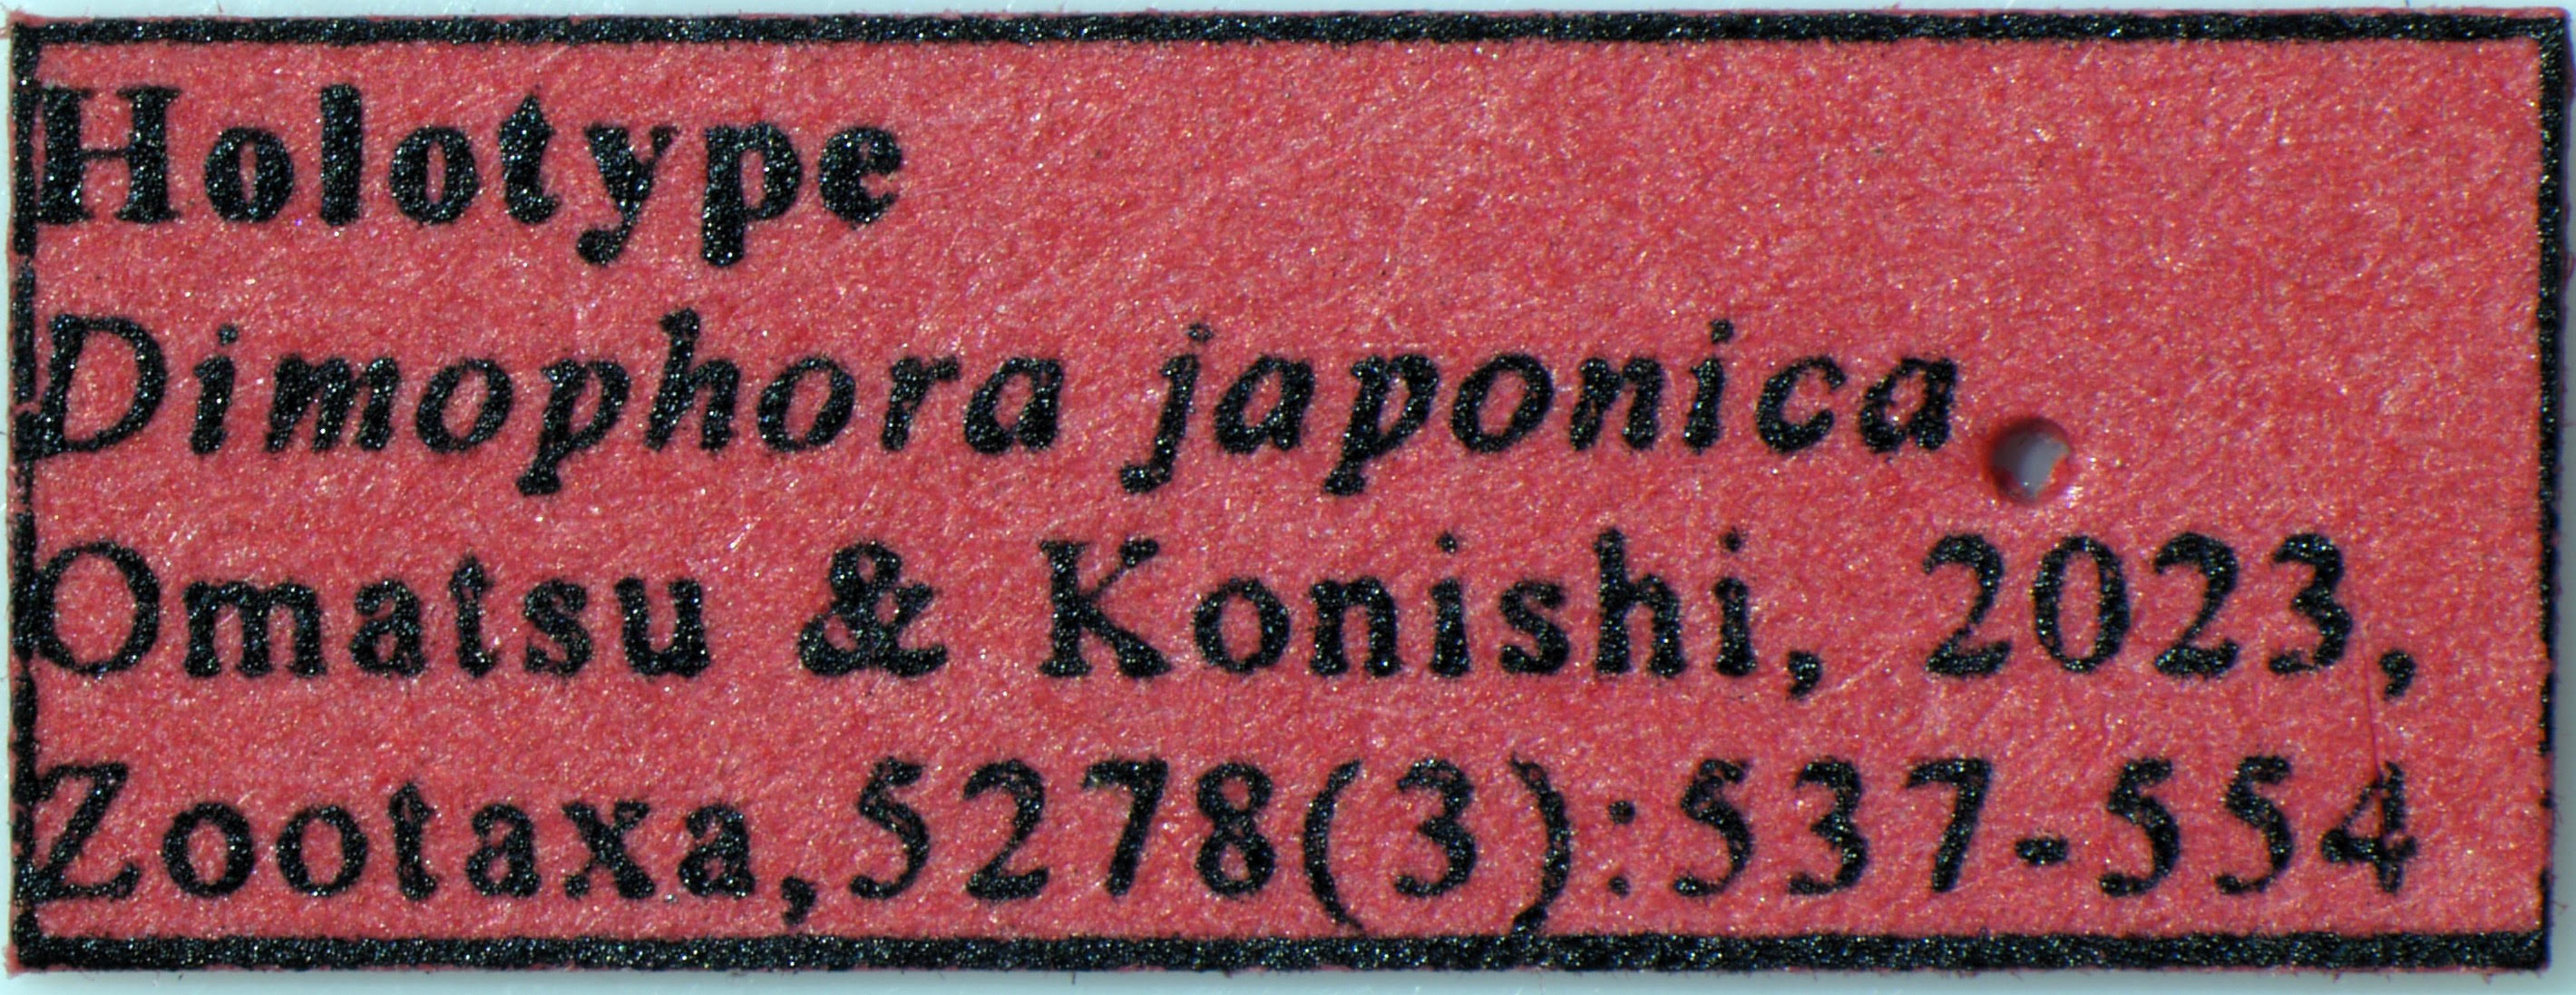 Holotype
Dimophora japonica
Omatsu & Konishi, 2023,
Zootaxa,5278(3):537-554